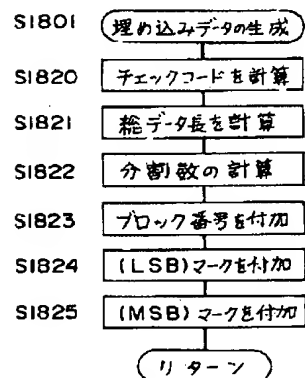 S1801 埋め込みデータの生成
S1820 チェックコードを計算
S1821 総データ長を計算
S1822 分割数の計算
S1823 ブロック番号を付加
S1824 (LSB)マークを付加
S1825 (MSB)マークを付加
リターン